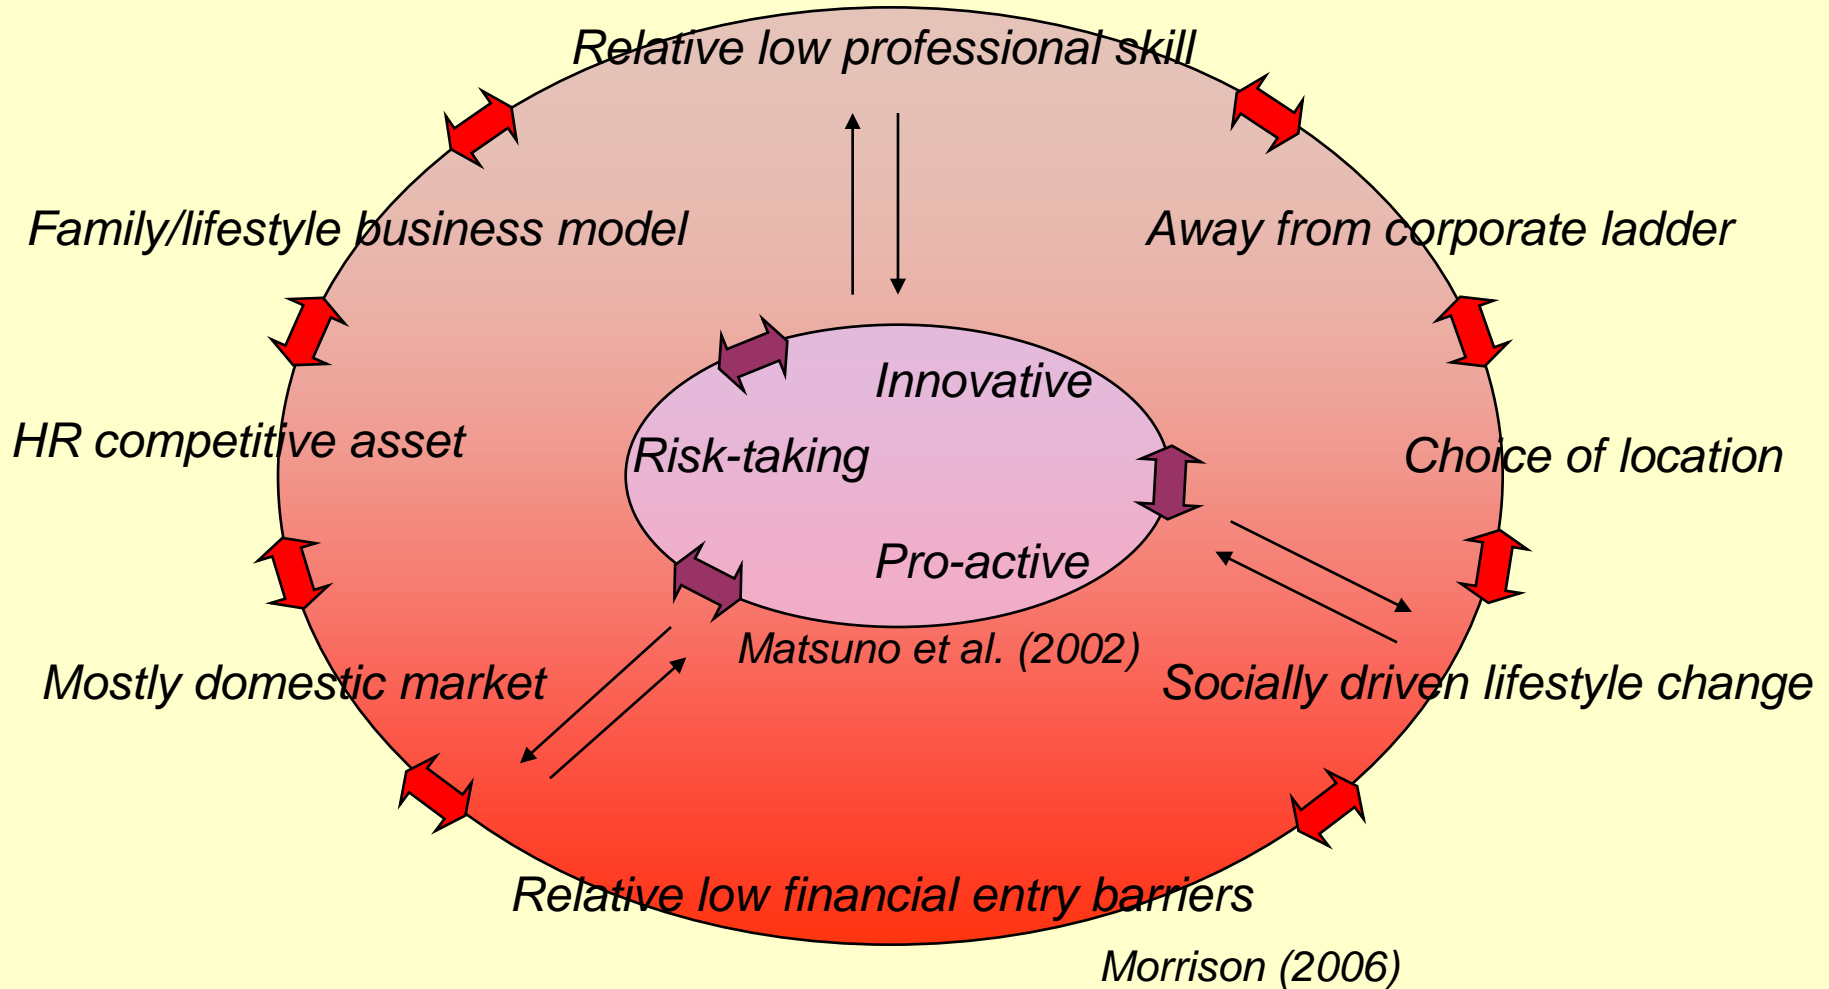 Relative low professional skill
Family/lifestyle business model
Away from corporate ladder
Innovative
HR competitive asset
Risk-taking
Choice of location
Pro-active
Matsuno et al. (2002)
Mostly domestic market
Socially driven lifestyle change
Relative low financial entry barriers
Morrison (2006)